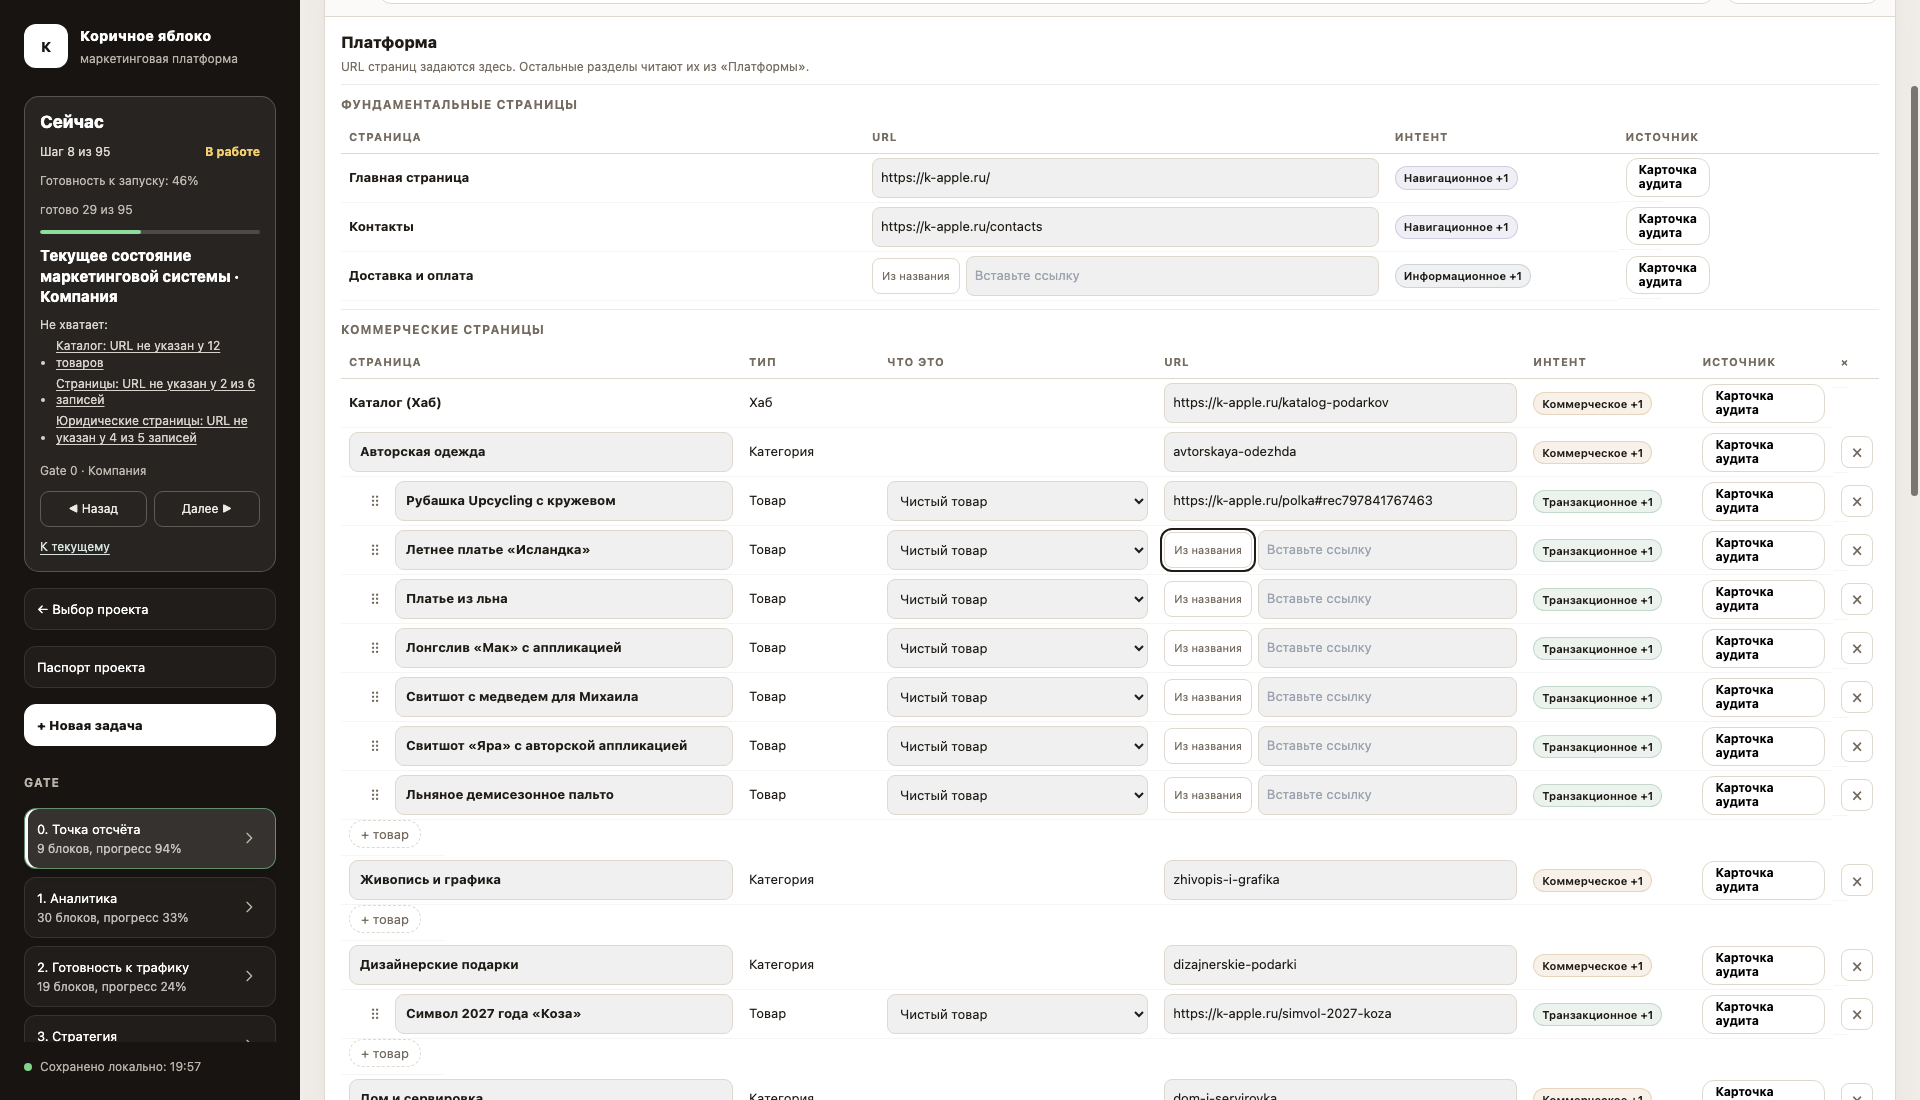 К
Коричное яблоко
маркетинговая платформа
Сейчас
Шаг 8 из 95 В работе
Готовность к запуску: 46%
готово 29 из 95
Текущее состояние
маркетинговой системы ·
Компания
Не хватает:
• Каталог: URL не указан у 12
товаров
• Страницы: URL не указан у 2 из 6
записей
• Юридические страницы: URL не
указан у 4 из 5 записей
Gate 0 · Компания
◀ Назад Далее ▶
К текущему
← Выбор проекта
Паспорт проекта
+ Новая задача
GATE
0. Точка отсчёта
9 блоков, прогресс 94%
1. Аналитика
30 блоков, прогресс 33%
2. Готовность к трафику
19 блоков, прогресс 24%
3. Стратегия
Сохранено локально: 19:57
Платформа
URL страниц задаются здесь. Остальные разделы читают их из «Платформы».
ФУНДАМЕНТАЛЬНЫЕ СТРАНИЦЫ
СТРАНИЦА URL ИНТЕНТ ИСТОЧНИК
Главная страница https://k-apple.ru/ Навигационное +1 Карточка аудита
Контакты https://k-apple.ru/contacts Навигационное +1 Карточка аудита
Доставка и оплата Из названия Вставьте ссылку Информационное +1 Карточка аудита
КОММЕРЧЕСКИЕ СТРАНИЦЫ
СТРАНИЦА ТИП ЧТО ЭТО URL ИНТЕНТ ИСТОЧНИК ×
Каталог (Хаб) Хаб https://k-apple.ru/katalog-podarkov Коммерческое +1 Карточка аудита
Авторская одежда Категория avtorskaya-odezhda Коммерческое +1 Карточка аудита ×
Рубашка Upcycling с кружевом Товар Чистый товар https://k-apple.ru/polka#rec797841767463 Транзакционное +1 Карточка аудита ×
Летнее платье «Исландка» Товар Чистый товар Из названия Вставьте ссылку Транзакционное +1 Карточка аудита ×
Платье из льна Товар Чистый товар Из названия Вставьте ссылку Транзакционное +1 Карточка аудита ×
Лонгслив «Мак» с аппликацией Товар Чистый товар Из названия Вставьте ссылку Транзакционное +1 Карточка аудита ×
Свитшот с медведем для Михаила Товар Чистый товар Из названия Вставьте ссылку Транзакционное +1 Карточка аудита ×
Свитшот «Яра» с авторской аппликацией Товар Чистый товар Из названия Вставьте ссылку Транзакционное +1 Карточка аудита ×
Льняное демисезонное пальто Товар Чистый товар Из названия Вставьте ссылку Транзакционное +1 Карточка аудита ×
+ товар
Живопись и графика Категория zhivopis-i-grafika Коммерческое +1 Карточка аудита ×
+ товар
Дизайнерские подарки Категория dizajnerskie-podarki Коммерческое +1 Карточка аудита ×
Символ 2027 года «Коза» Товар Чистый товар https://k-apple.ru/simvol-2027-koza Транзакционное +1 Карточка аудита ×
+ товар
Дом и сервировка Категория dom-i-servirovka Коммерческое +1 Карточка аудита ×